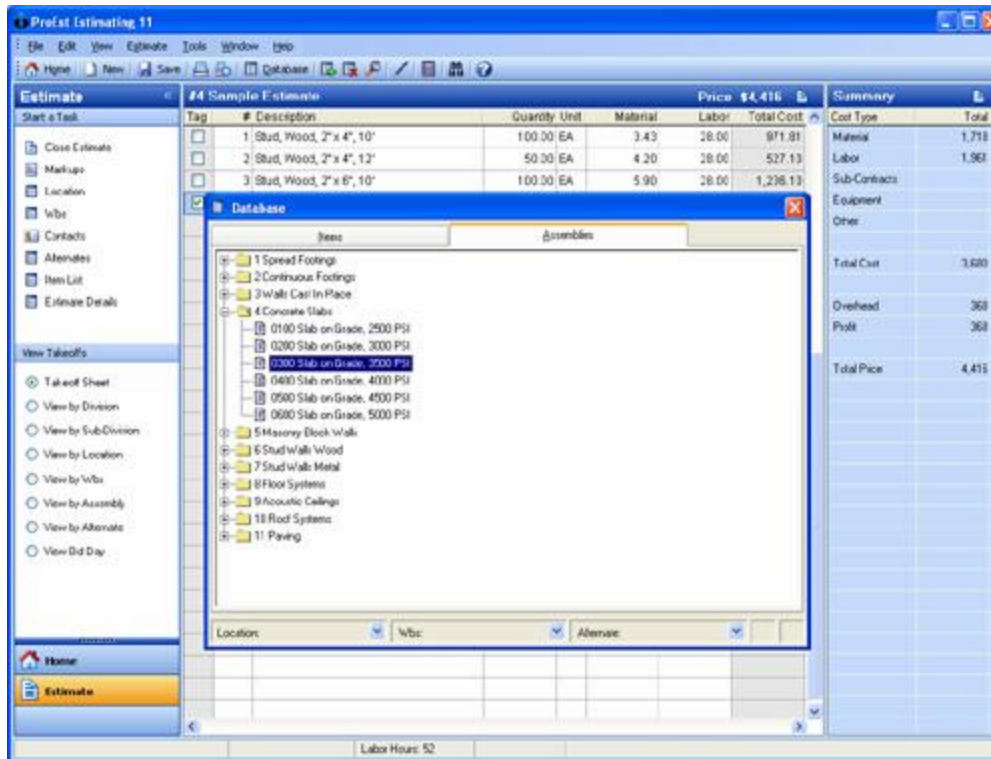 ProEst Estimating 11
File Edit View Estimate Tools Window Help
Home New Save Database
Estimate
Start a Task
Close Estimate
Markups
Location
Wbs
Contacts
Alternates
Item List
Estimate Details
View Takeoffs
Takeoff Sheet
View by Division
View by Sub-Division
View by Location
View by Wbs
View by Assembly
View by Alternate
View Bid Day
Home
Estimate
#4 Sample Estimate Price $4,416
Tag # Description Quantity Unit Material Labor Total Cost
1 Stud, Wood, 2" x 4", 10' 100.00 EA 3.43 28.00 971.81
2 Stud, Wood, 2" x 4", 12' 50.00 EA 4.20 28.00 527.13
3 Stud, Wood, 2" x 6", 10' 100.00 EA 5.90 28.00 1,236.13
Database
Items Assemblies
1 Spread Footings
2 Continuous Footings
3 Walls Cast In Place
4 Concrete Slabs
0100 Slab on Grade, 2500 PSI
0200 Slab on Grade, 3000 PSI
0300 Slab on Grade, 3500 PSI
0400 Slab on Grade, 4000 PSI
0500 Slab on Grade, 4500 PSI
0600 Slab on Grade, 5000 PSI
5 Masonry Block Walls
6 Stud Walls Wood
7 Stud Walls Metal
8 Floor Systems
9 Acoustic Ceilings
10 Roof Systems
11 Paving
Location: Wbs: Alternate:
Summary
Cost Type Total
Material 1,718
Labor 1,961
Sub-Contracts
Equipment
Other
Total Cost 3,680
Overhead 368
Profit 368
Total Price 4,416
Labor Hours: 52